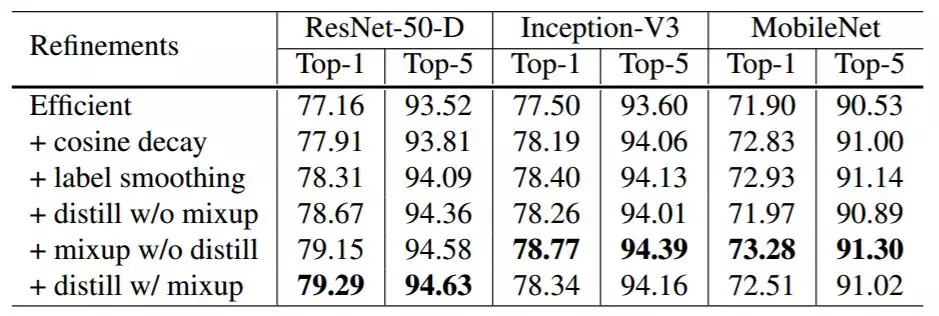 Refinements ResNet-50-D Inception-V3 MobileNet
Top-1 Top-5 Top-1 Top-5 Top-1 Top-5
Efficient 77.16 93.52 77.50 93.60 71.90 90.53
+ cosine decay 77.91 93.81 78.19 94.06 72.83 91.00
+ label smoothing 78.31 94.09 78.40 94.13 72.93 91.14
+ distill w/o mixup 78.67 94.36 78.26 94.01 71.97 90.89
+ mixup w/o distill 79.15 94.58 78.77 94.39 73.28 91.30
+ distill w/ mixup 79.29 94.63 78.34 94.16 72.51 91.02